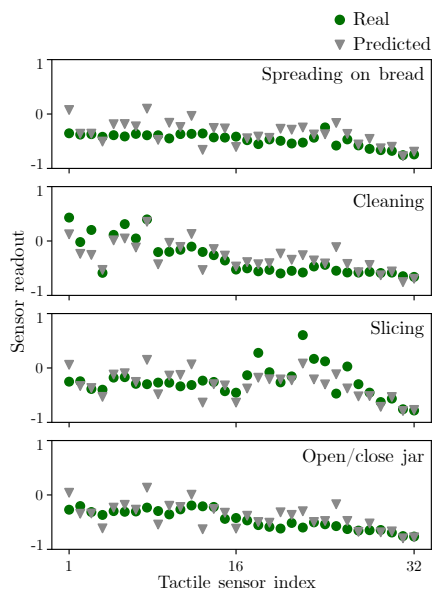 Real
Predicted
1
Spreading on bread
0
-1
1
Cleaning
0
-1
Sensor readout
1
Slicing
0
-1
1
Open/close jar
0
-1
1 16 32
Tactile sensor index